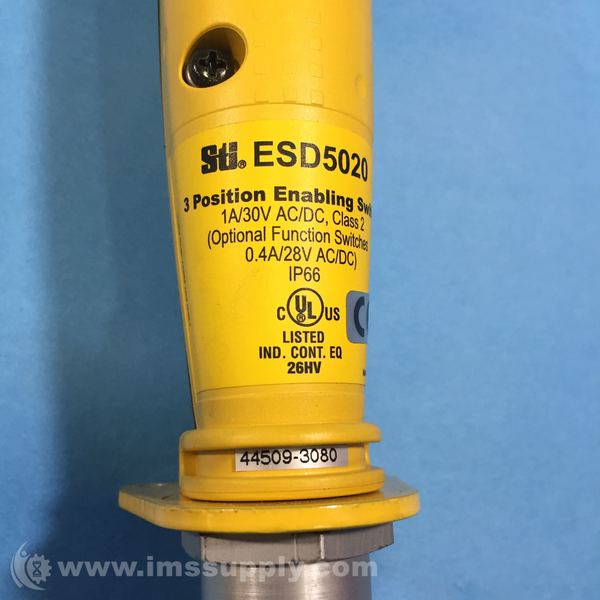 Sti® ESD5020
3 Position Enabling
1A/30V AC/DC, Class 2
(Optional Function Switches
0.4A/28V AC/DC)
IP66
C UL® US
LISTED
IND. CONT. EQ
26HV
44509-3080
www.imssupply.com